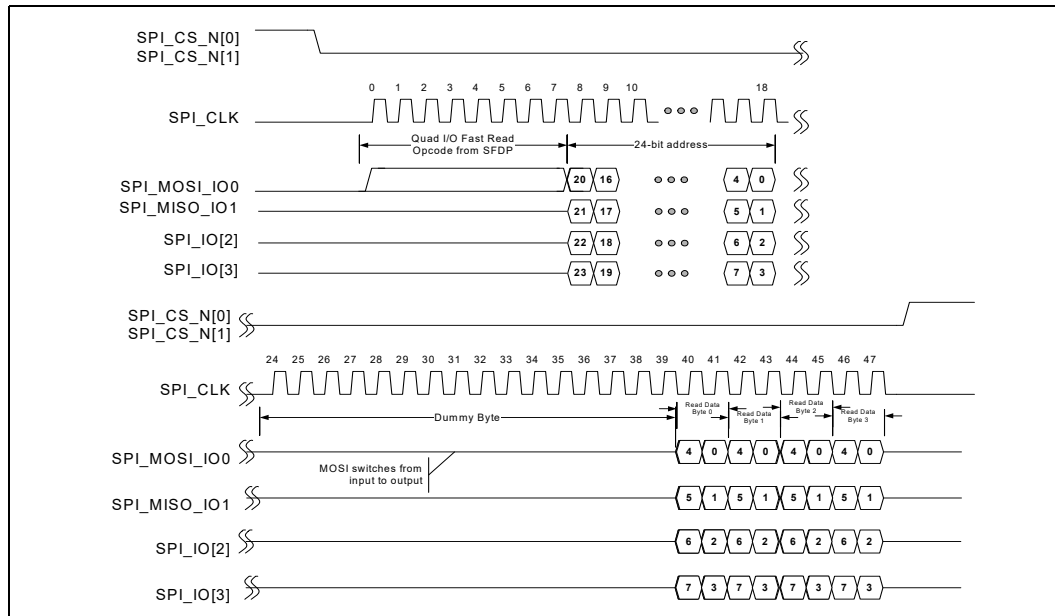 SPI_CS_N[0]
SPI_CS_N[1]
0 1 2 3 4 5 6 7 8 9 10 18
SPI_CLK
Quad I/O Fast Read
Opcode from SFDP
24-bit address
SPI_MOSI_IO0 20 16 4 0
SPI_MISO_IO1 21 17 5 1
SPI_IO[2] 22 18 6 2
SPI_IO[3] 23 19 7 3
SPI_CS_N[0]
SPI_CS_N[1]
24 25 26 27 28 29 30 31 32 33 34 35 36 37 38 39 40 41 42 43 44 45 46 47
SPI_CLK
Dummy Byte
Read Data
Byte 0
Read Data
Byte 1
Read Data
Byte 2
Read Data
Byte 3
SPI_MOSI_IO0 4 0 4 0 4 0 4 0
MOSI switches from
input to output
SPI_MISO_IO1 5 1 5 1 5 1 5 1
SPI_IO[2] 6 2 6 2 6 2 6 2
SPI_IO[3] 7 3 7 3 7 3 7 3